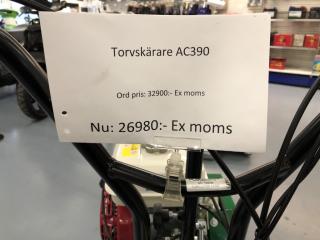 Torvskärare AC390
Ord pris: 32900:- Ex moms
Nu: 26980:- Ex moms